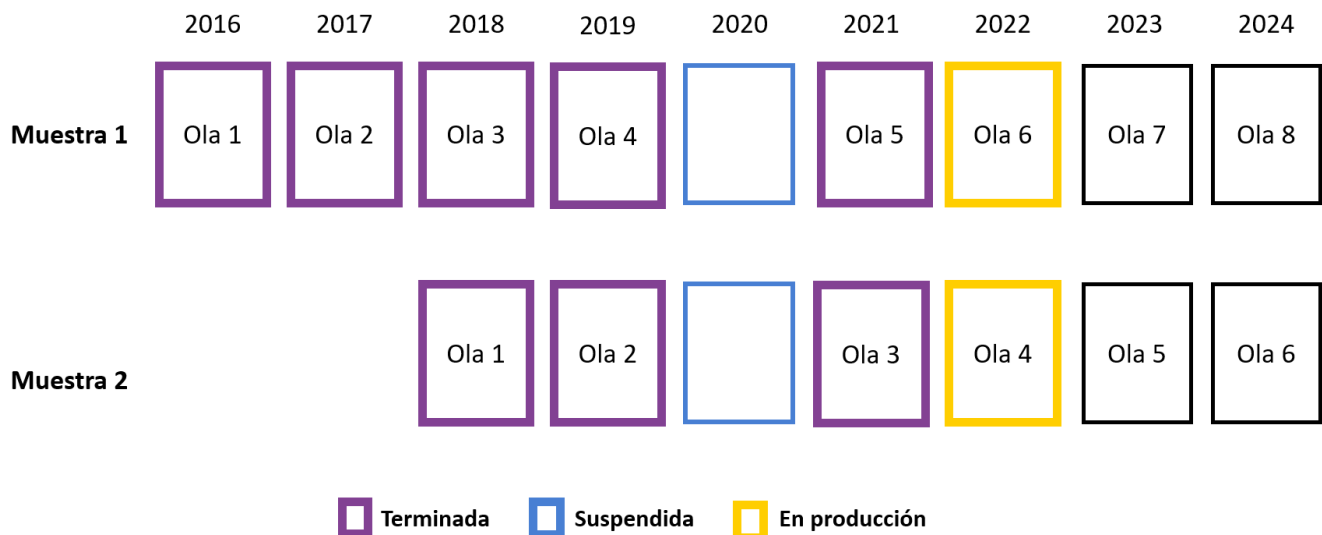 2016 2017 2018 2019 2020 2021 2022 2023 2024
Muestra 1 Ola 1 Ola 2 Ola 3 Ola 4 Ola 5 Ola 6 Ola 7 Ola 8
Muestra 2 Ola 1 Ola 2 Ola 3 Ola 4 Ola 5 Ola 6
Terminada Suspendida En producción